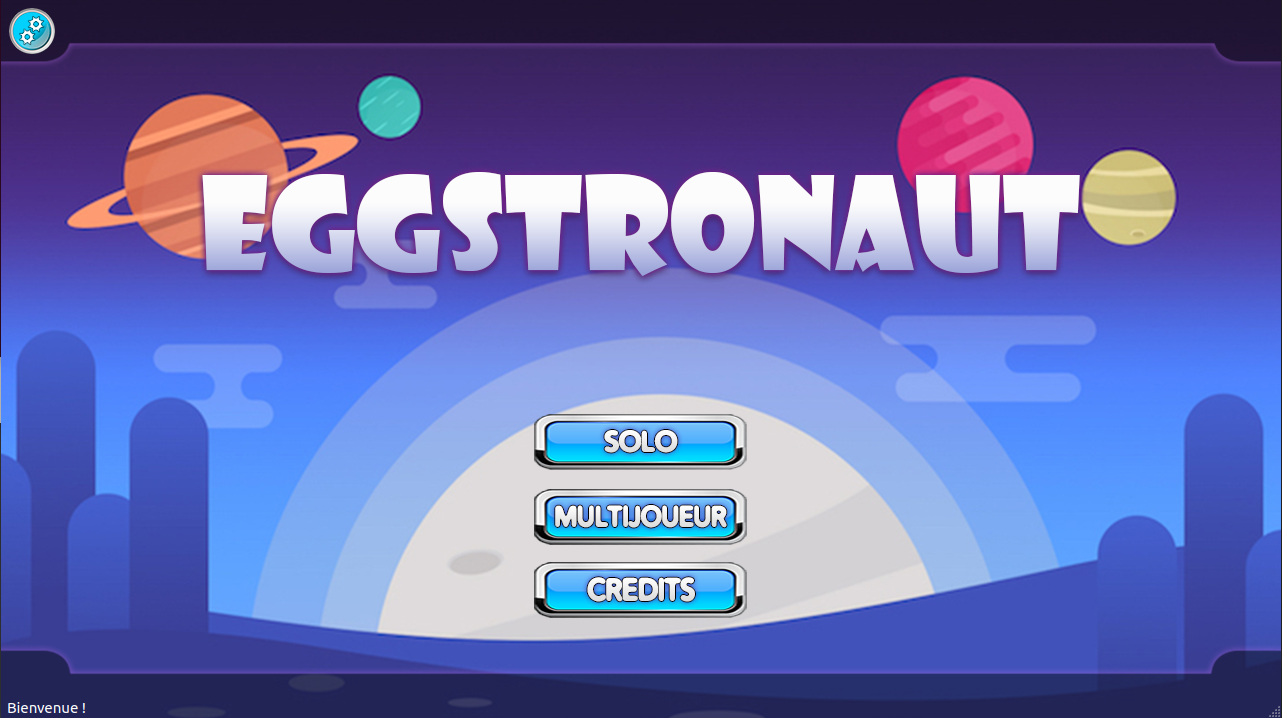 EGGSTRONAUT
SOLO
MULTIJOUEUR
CREDITS
Bienvenue !